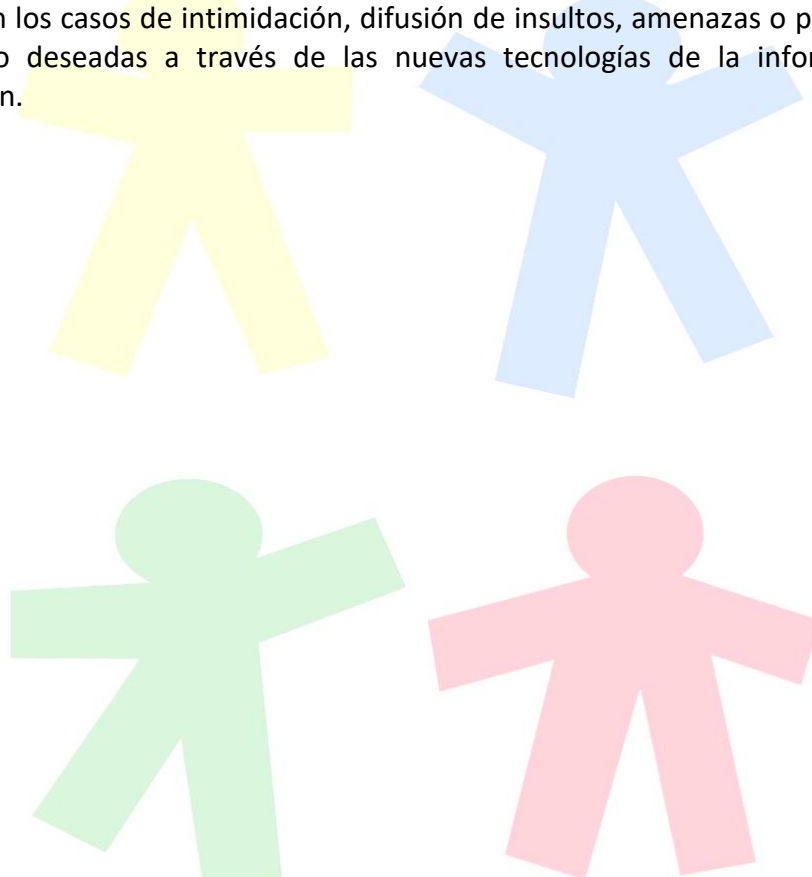 n los casos de intimidación, difusión de insultos, amenazas o p
o deseadas a través de las nuevas tecnologías de la infor
n.